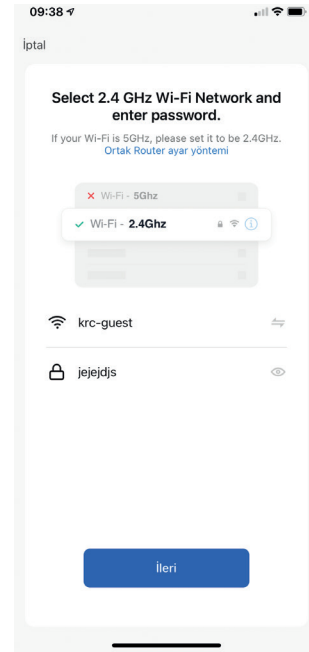 09:38
İptal
Select 2.4 GHz Wi-Fi Network and
enter password.
If your Wi-Fi is 5GHz, please set it to be 2.4GHz.
Ortak Router ayar yöntemi
Wi-Fi - 5Ghz
Wi-Fi - 2.4Ghz
krc-guest
jejejdjs
İleri